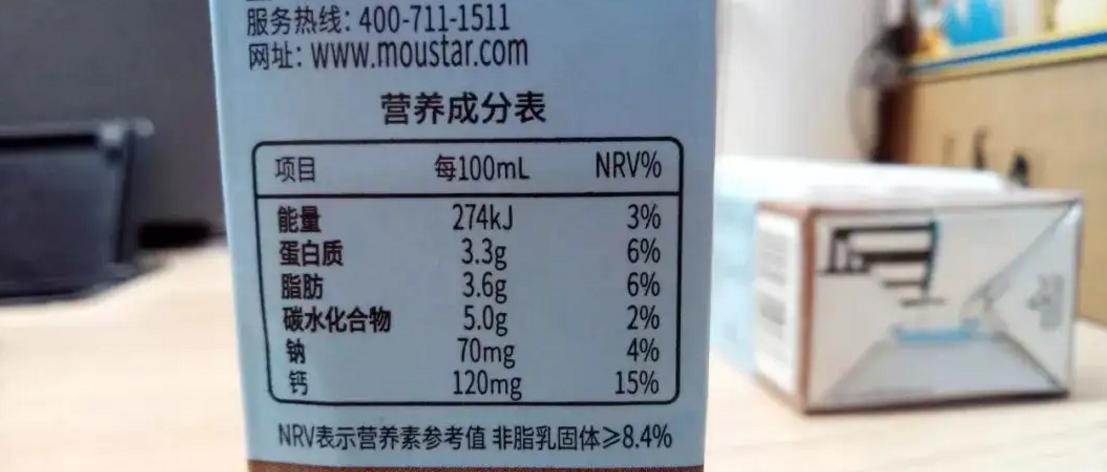 服务热线: 400-711-1511
网址: www.moustar.com
营养成分表
项目 每100mL NRV%
能量 274kJ 3%
蛋白质 3.3g 6%
脂肪 3.6g 6%
碳水化合物 5.0g 2%
钠 70mg 4%
钙 120mg 15%
NRV表示营养素参考值 非脂乳固体≥8.4%